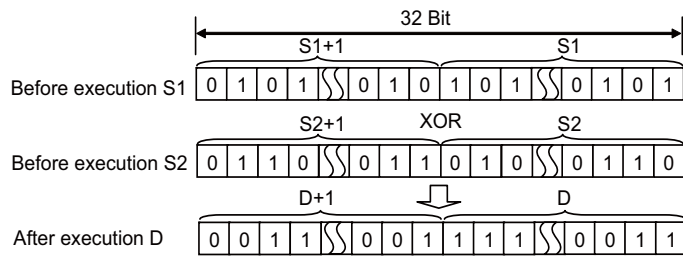 32 Bit
S1+1 S1
Before execution S1 0 1 0 1 0 1 0 1 0 1 0 1 0 1
S2+1 XOR S2
Before execution S2 0 1 1 0 0 1 1 0 1 0 0 1 1 0
D+1 D
After execution D 0 0 1 1 0 0 1 1 1 1 0 0 1 1